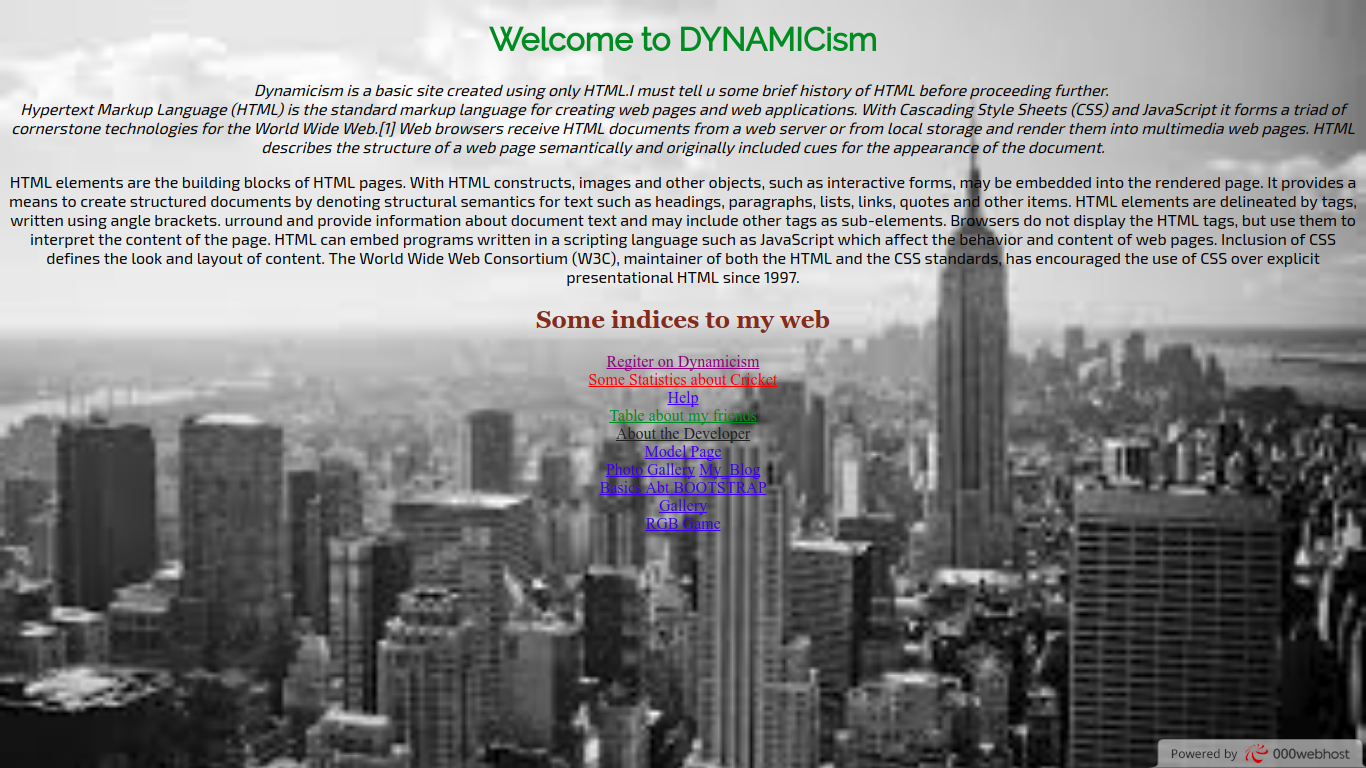 Welcome to DYNAMICism
Dynamicism is a basic site created using only HTML.I must tell u some brief history of HTML before proceeding further.
Hypertext Markup Language (HTML) is the standard markup language for creating web pages and web applications. With Cascading Style Sheets (CSS) and JavaScript it forms a triad of
cornerstone technologies for the World Wide Web.[1] Web browsers receive HTML documents from a web server or from local storage and render them into multimedia web pages. HTML
describes the structure of a web page semantically and originally included cues for the appearance of the document.
HTML elements are the building blocks of HTML pages. With HTML constructs, images and other objects, such as interactive forms, may be embedded into the rendered page. It provides a
means to create structured documents by denoting structural semantics for text such as headings, paragraphs, lists, links, quotes and other items. HTML elements are delineated by tags,
written using angle brackets. urround and provide information about document text and may include other tags as sub-elements. Browsers do not display the HTML tags, but use them to
interpret the content of the page. HTML can embed programs written in a scripting language such as JavaScript which affect the behavior and content of web pages. Inclusion of CSS
defines the look and layout of content. The World Wide Web Consortium (W3C), maintainer of both the HTML and the CSS standards, has encouraged the use of CSS over explicit
presentational HTML since 1997.
Some indices to my web
Regiter on Dynamicism
Some Statistics about Cricket
Help
Table about my friends
About the Developer
Model Page
Photo Gallery My_Blog
Basics Abt BOOTSTRAP
Gallery
RGB Game
Powered by 000webhost